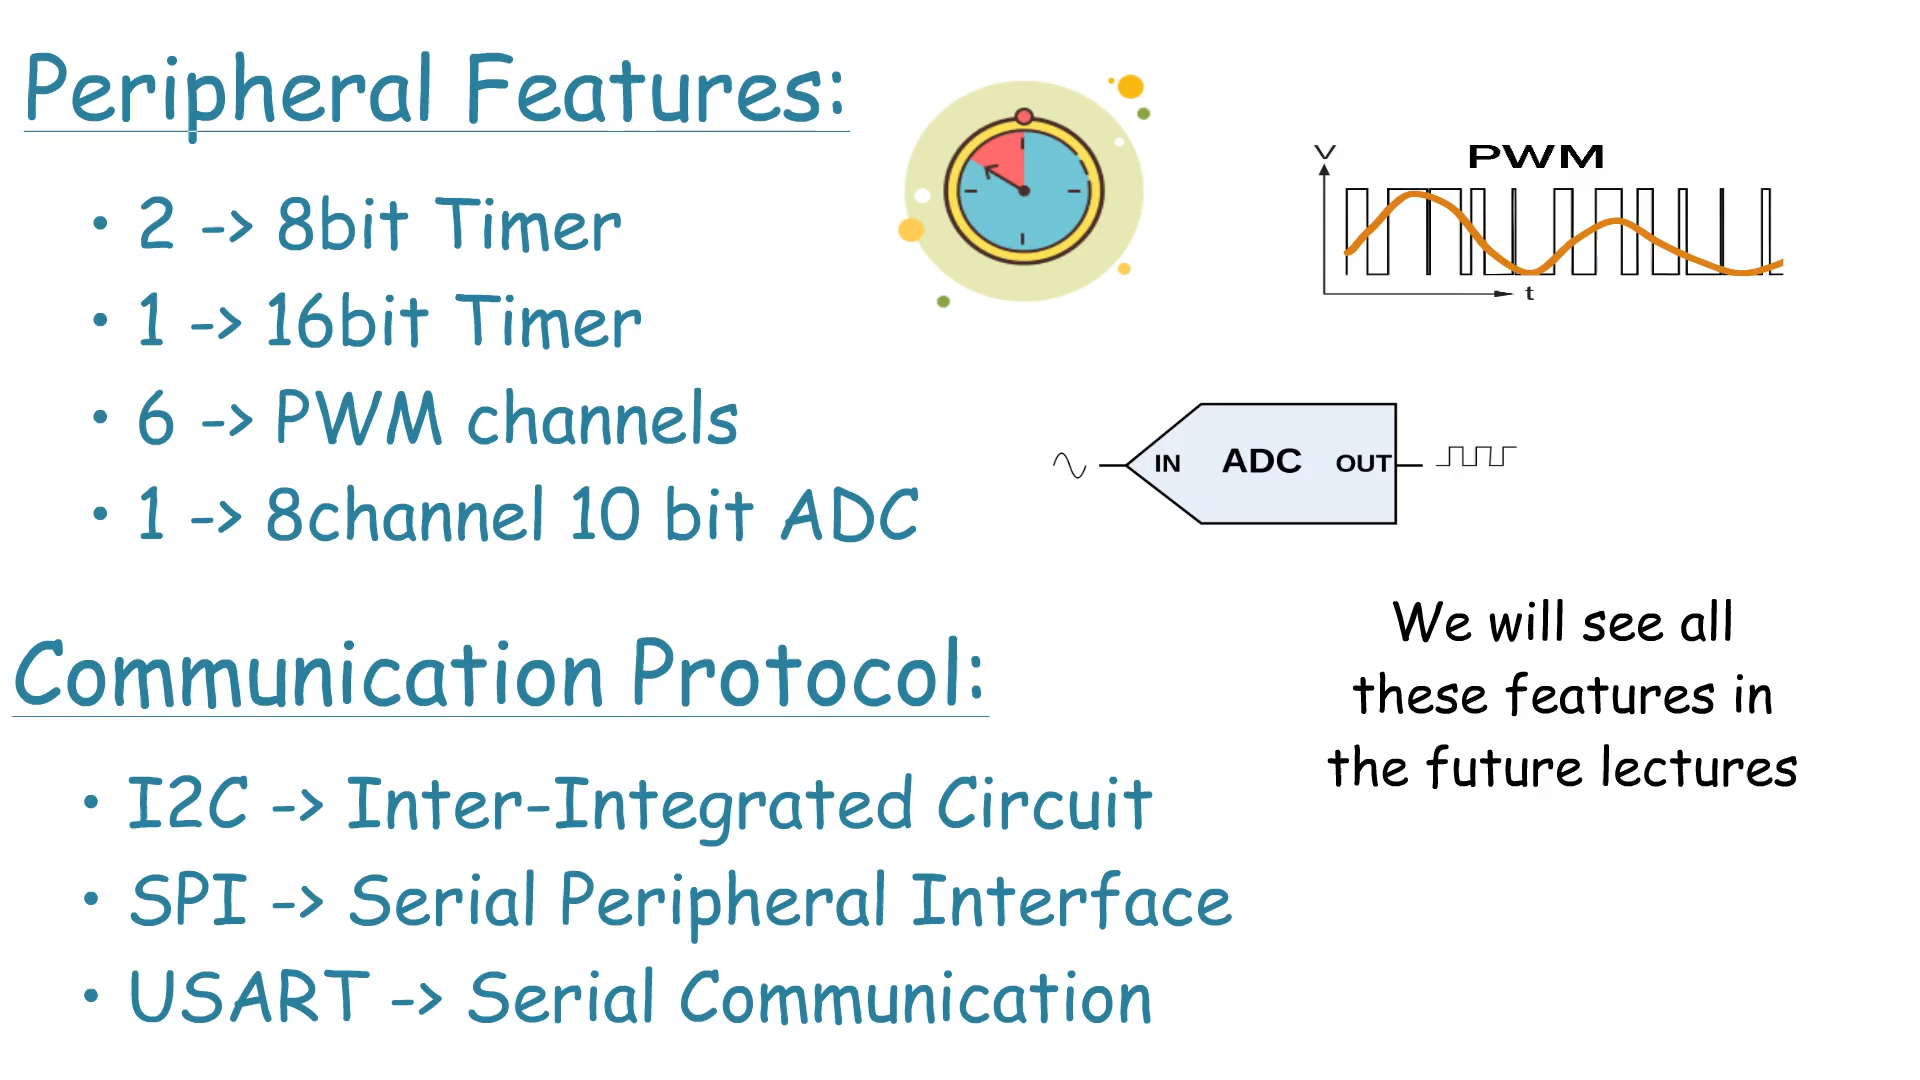 Peripheral Features:
• 2 -> 8bit Timer
• 1 -> 16bit Timer
• 6 -> PWM channels
• 1 -> 8channel 10 bit ADC
V
PWM
t
IN ADC OUT
Communication Protocol:
• I2C -> Inter-Integrated Circuit
• SPI -> Serial Peripheral Interface
• USART -> Serial Communication
We will see all
these features in
the future lectures